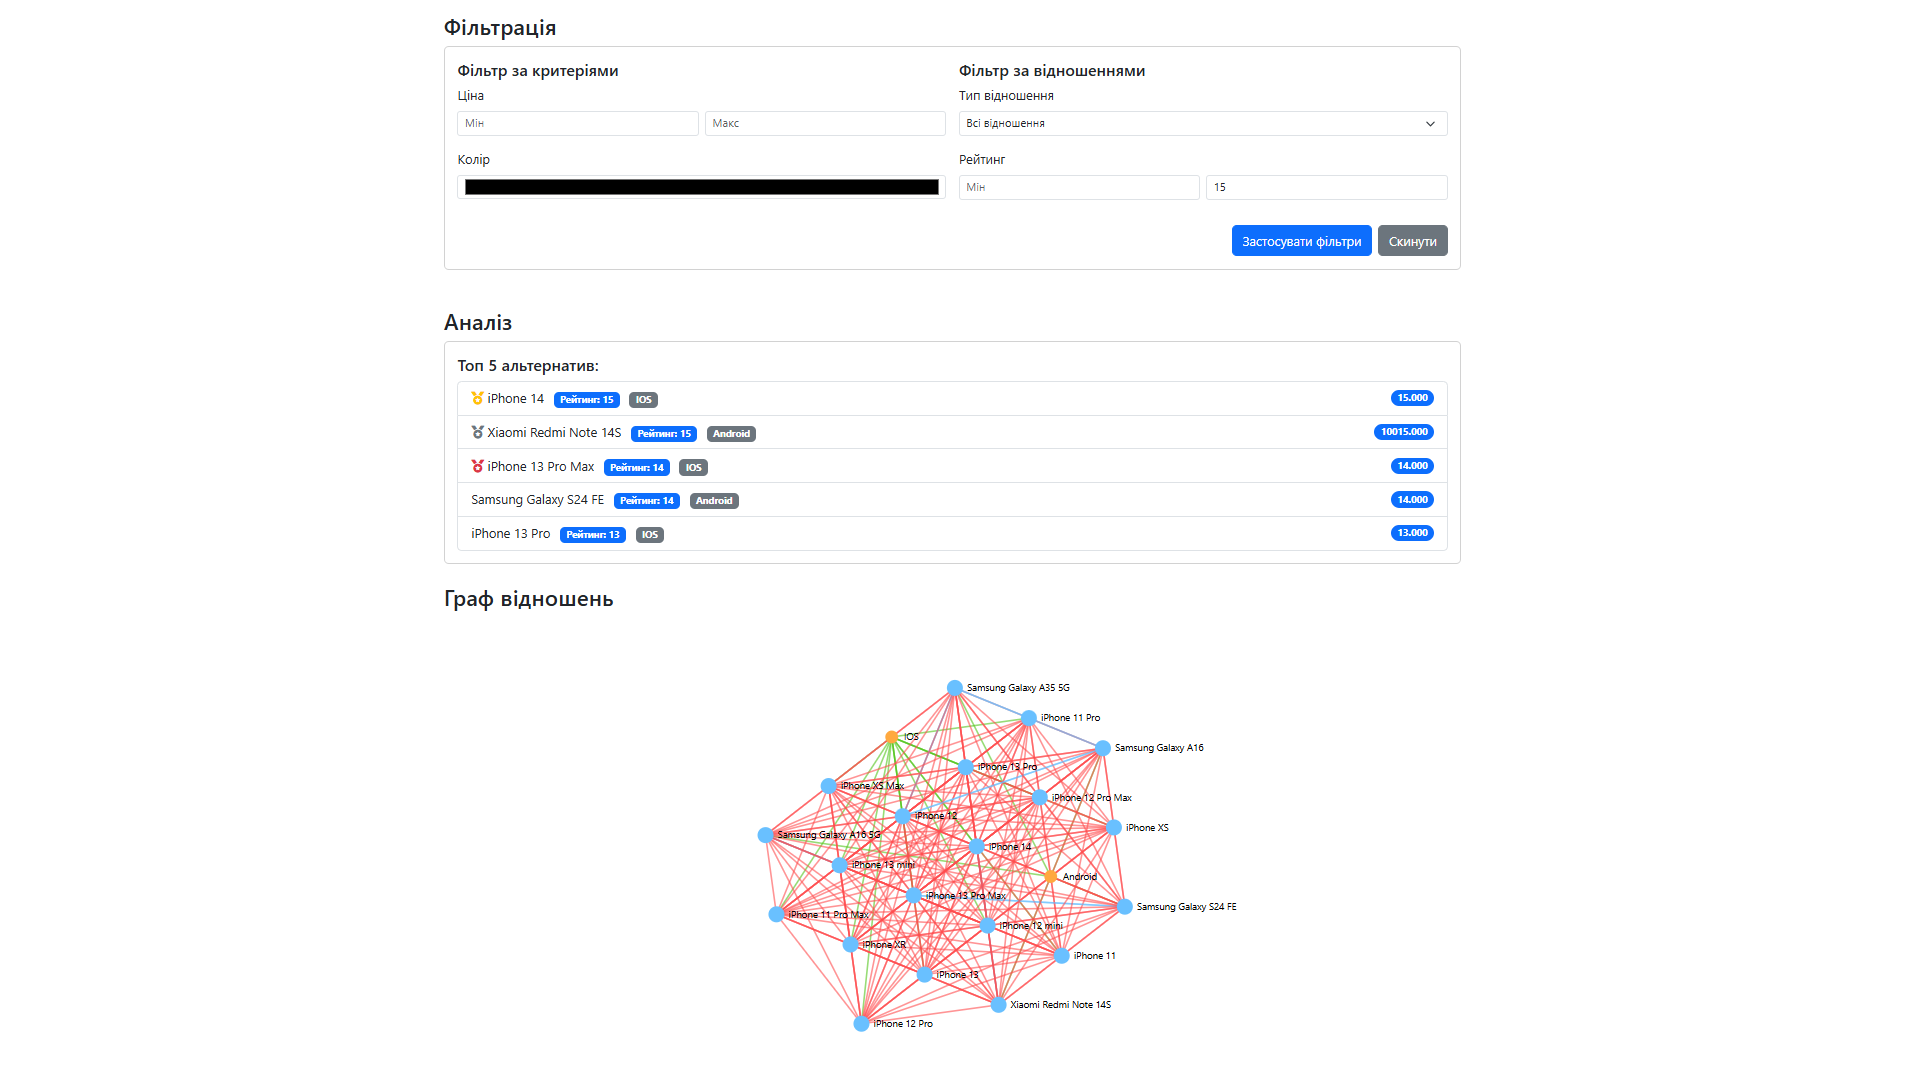 Фільтрація
Фільтр за критеріями
Ціна
Мін Макс
Колір
Фільтр за відношеннями
Тип відношення
Всі відношення
Рейтинг
Мін 15
Застосувати фільтри Скинути
Аналіз
Топ 5 альтернатив:
iPhone 14 Рейтинг: 15 IOS 15.000
Xiaomi Redmi Note 14S Рейтинг: 15 Android 10015.000
iPhone 13 Pro Max Рейтинг: 14 IOS 14.000
Samsung Galaxy S24 FE Рейтинг: 14 Android 14.000
iPhone 13 Pro Рейтинг: 13 IOS 13.000
Граф відношень
Samsung Galaxy A35 5G
iPhone 11 Pro
IOS
Samsung Galaxy A16
iPhone 13 Pro
iPhone XS Max
iPhone 12 Pro Max
iPhone 12
iPhone XS
Samsung Galaxy A16 5G
iPhone 14
iPhone 13 mini
Android
iPhone 13 Pro Max
Samsung Galaxy S24 FE
iPhone 11 Pro Max
iPhone 12 mini
iPhone XR
iPhone 11
iPhone 13
Xiaomi Redmi Note 14S
iPhone 12 Pro